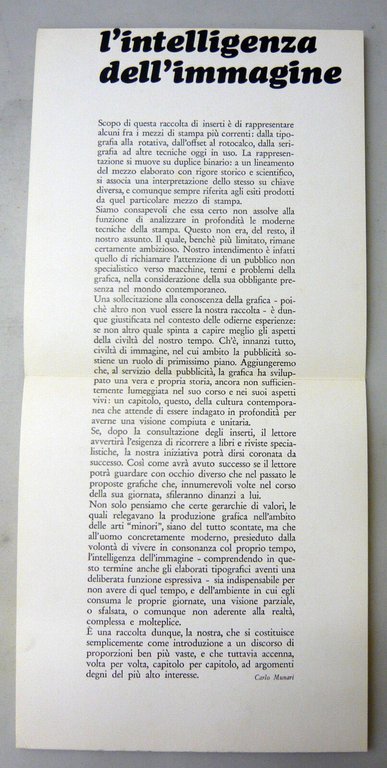 l'intelligenza
dell'immagine
Scopo di questa raccolta di inserti è di rappresentare
alcuni fra i mezzi di stampa più correnti: dalla tipo-
grafia alla rotativa, dall'offset al rotocalco, dalla seri-
grafia ad altre tecniche oggi in uso. La rappresen-
tazione si muove su duplice binario: a un lineamento
del mezzo elaborato con rigore storico e scientifico,
si associa una interpretazione dello stesso su chiave
diversa, e comunque sempre riferita agli esiti prodotti
da quel particolare mezzo di stampa.
Siamo consapevoli che essa certo non assolve alla
funzione di analizzare in profondità le moderne
tecniche della stampa. Questo non era, del resto, il
nostro assunto. Il quale, benchè più limitato, rimane
certamente ambizioso. Nostro intendimento è infatti
quello di richiamare l'attenzione di un pubblico non
specialistico verso macchine, temi e problemi della
grafica, nella considerazione della sua obbligante pre-
senza nel mondo contemporaneo.
Una sollecitazione alla conoscenza della grafica - poi-
chè altro non vuol essere la nostra raccolta - è dun-
que giustificata nel contesto delle odierne esperienze:
se non altro quale spinta a capire meglio gli aspetti
della civiltà del nostro tempo. Ch'è, innanzi tutto,
civiltà di immagine, nel cui ambito la pubblicità so-
stiene un ruolo di primissimo piano. Aggiungeremo
che, al servizio della pubblicità, la grafica ha svilup-
pato una vera e propria storia, ancora non sufficien-
temente lumeggiata nel suo corso e nei suoi aspetti
vivi: un capitolo, questo, della cultura contempora-
nea che attende di essere indagato in profondità per
averne una visione compiuta e unitaria.
Se, dopo la consultazione degli inserti, il lettore
avvertirà l'esigenza di ricorrere a libri e riviste specia-
listiche, la nostra iniziativa potrà dirsi coronata da
successo. Così come avrà avuto successo se il lettore
potrà guardare con occhio diverso che nel passato le
proposte grafiche che, innumerevoli volte nel corso
della sua giornata, sfileranno dinanzi a lui.
Non solo pensiamo che certe gerarchie di valori, le
quali relegavano la produzione grafica nell'ambito
delle arti "minori", siano del tutto scontate, ma che
all'uomo concretamente moderno, presieduto dalla
volontà di vivere in consonanza col proprio tempo,
l'intelligenza dell'immagine - comprendendo in que-
sto termine anche gli elaborati tipografici aventi una
deliberata funzione espressiva - sia indispensabile per
non avere di quel tempo, e dell'ambiente in cui egli
consuma le proprie giornate, una visione parziale,
o sfalsata, o comunque non aderente alla realtà,
complessa e molteplice.
È una raccolta dunque, la nostra, che si costituisce
semplicemente come introduzione a un discorso di
proporzioni ben più vaste, e che tuttavia accenna,
volta per volta, capitolo per capitolo, ad argomenti
degni del più alto interesse. Carlo Munari